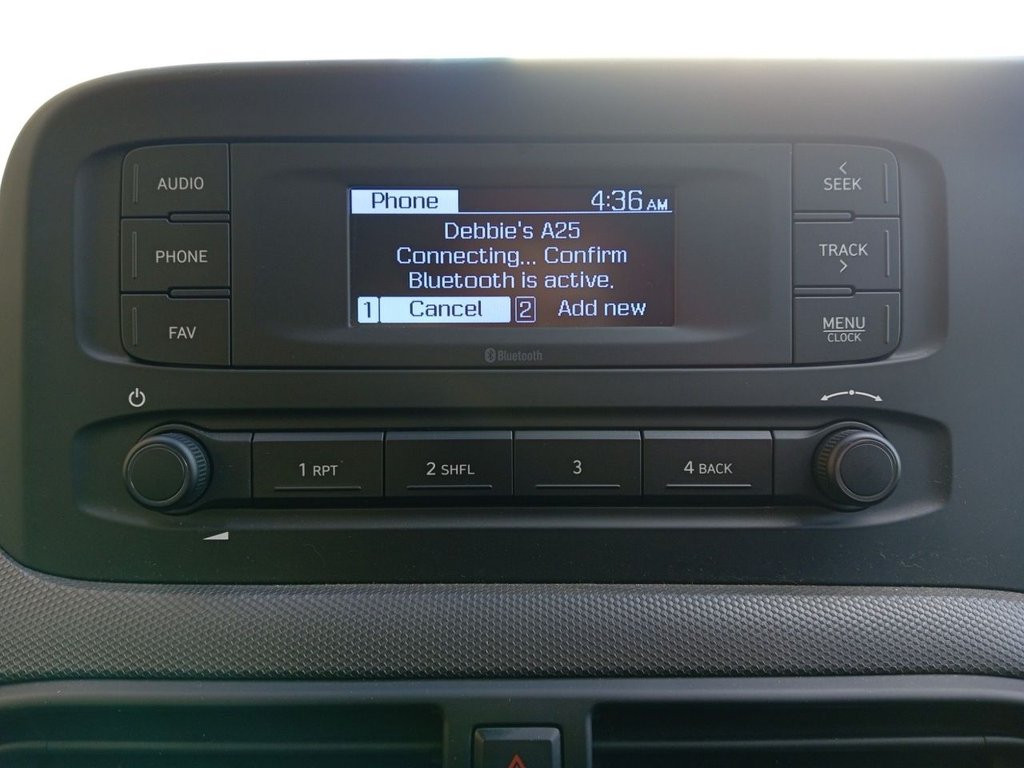 AUDIO
PHONE
FAV
Phone 4:36 AM
Debbie's A25
Connecting... Confirm
Bluetooth is active.
1 Cancel 2 Add new
Bluetooth
SEEK
TRACK
MENU
CLOCK
1 RPT
2 SHFL
3
4 BACK